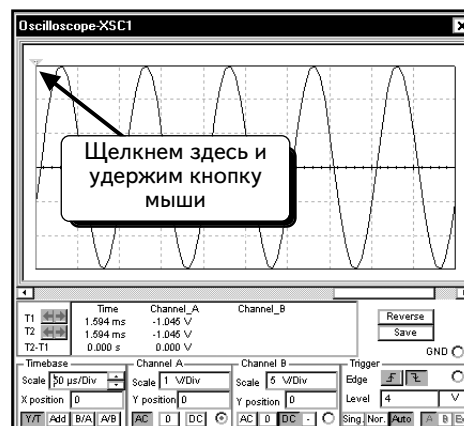 Oscilloscope-XSC1
Щелкнем здесь и
удержим кнопку
мыши
Time Channel_A Channel_B
T1 1.594 ms -1.045 V
T2 1.594 ms -1.045 V
T2-T1 0.000 s 0.000 V
Reverse
Save
GND
Timebase Channel A Channel B Trigger
Scale 50 µs/Div Scale 1 V/Div Scale 5 V/Div Edge
X position 0 Y position 0 Y position 0 Level 4 V
Y/T Add B/A A/B AC 0 DC AC 0 DC - Sing. Nor. Auto A B